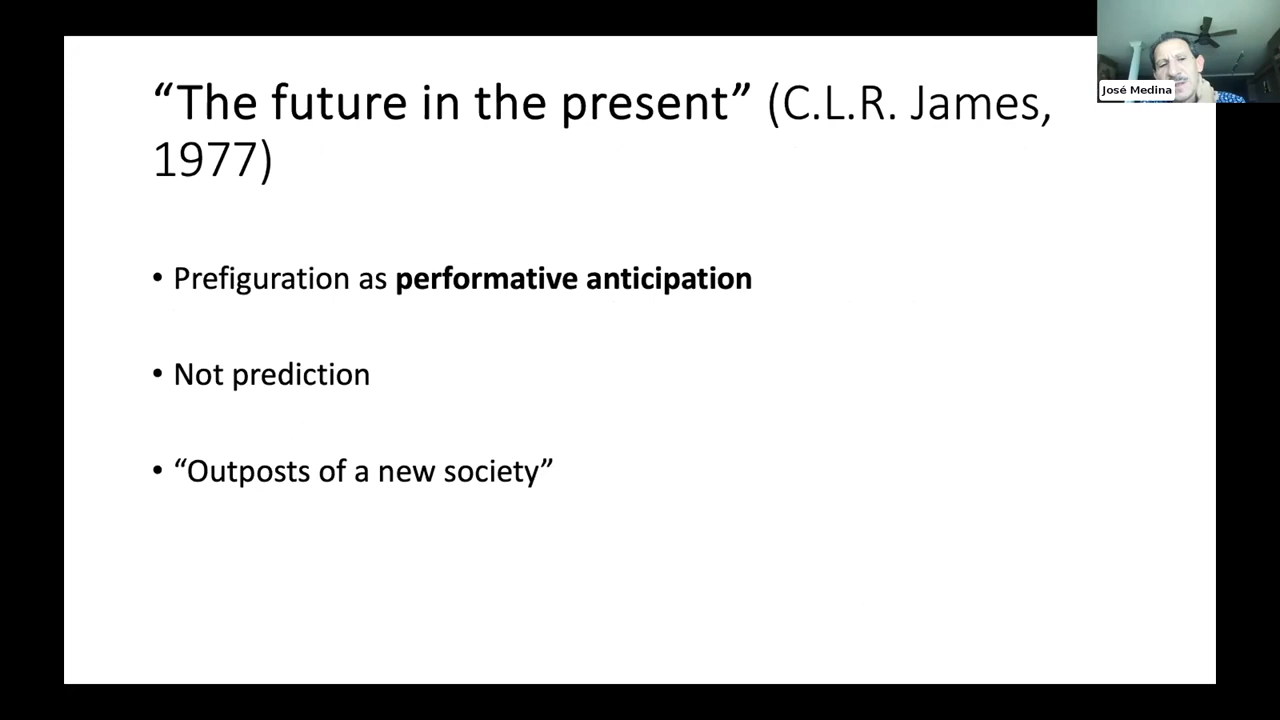 “The future in the present” (C.L.R. James,
1977)
José Medina
• Prefiguration as performative anticipation
• Not prediction
• “Outposts of a new society”